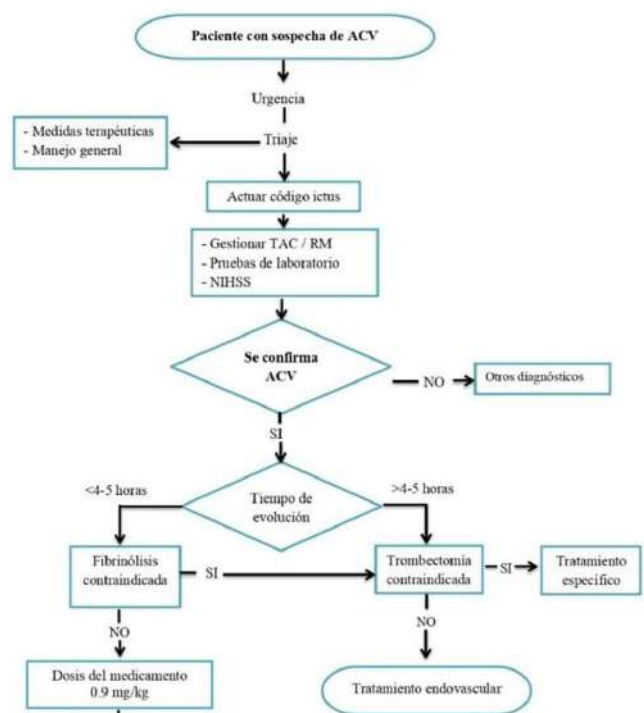 Paciente con sospecha de ACV
Urgencia
- Medidas terapéuticas
- Manejo general
Triaje
Actuar código ictus
- Gestionar TAC / RM
- Pruebas de laboratorio
- NIHSS
Se confirma
ACV
NO
Otros diagnósticos
SI
<4-5 horas
Tiempo de
evolución
>4-5 horas
Fibrinólisis
contraindicada
SI
Trombectomía
contraindicada
SI
Tratamiento
especifico
NO
NO
Dosis del medicamento
0.9 mg/kg
Tratamiento endovascular